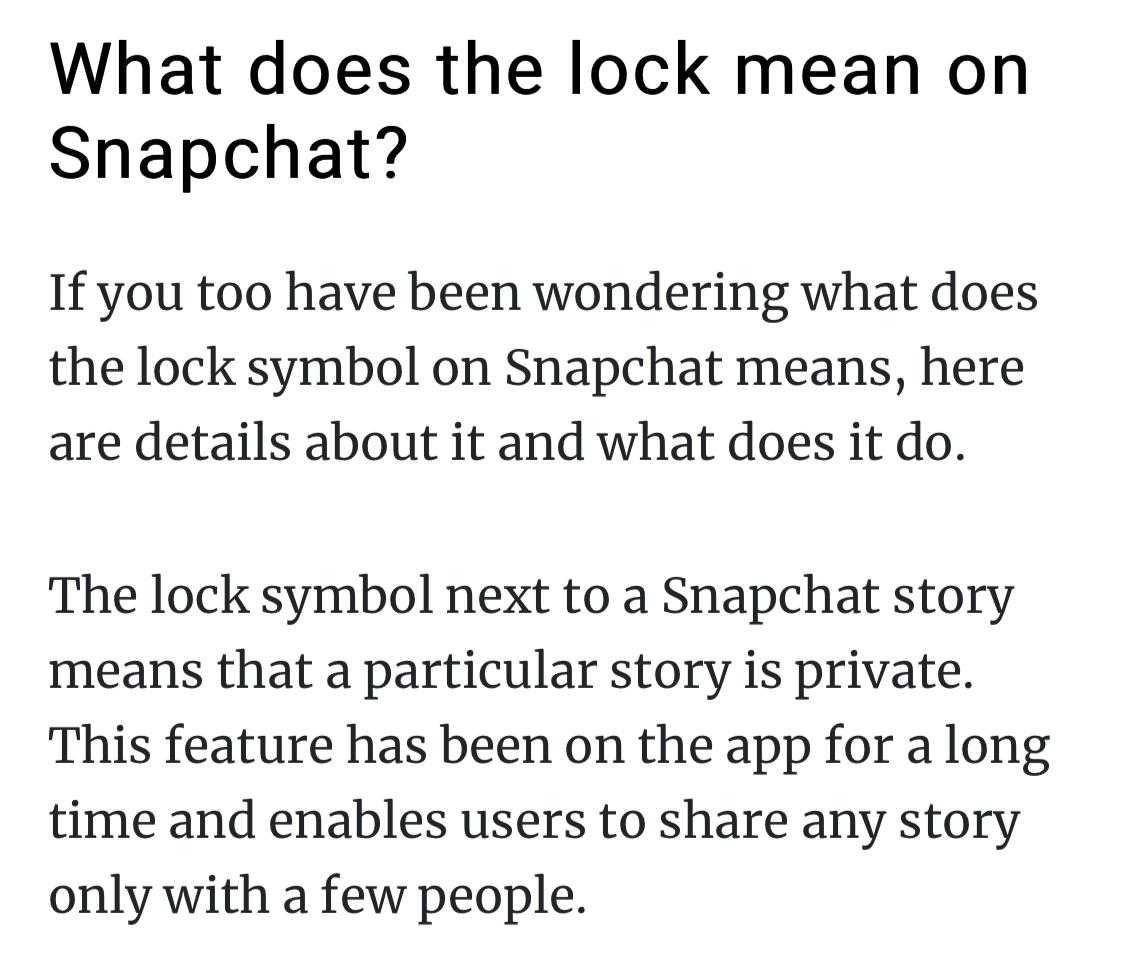 What does the lock mean on
Snapchat?
If you too have been wondering what does
the lock symbol on Snapchat means, here
are details about it and what does it do.
The lock symbol next to a Snapchat story
means that a particular story is private.
This feature has been on the app for a long
time and enables users to share any story
only with a few people.